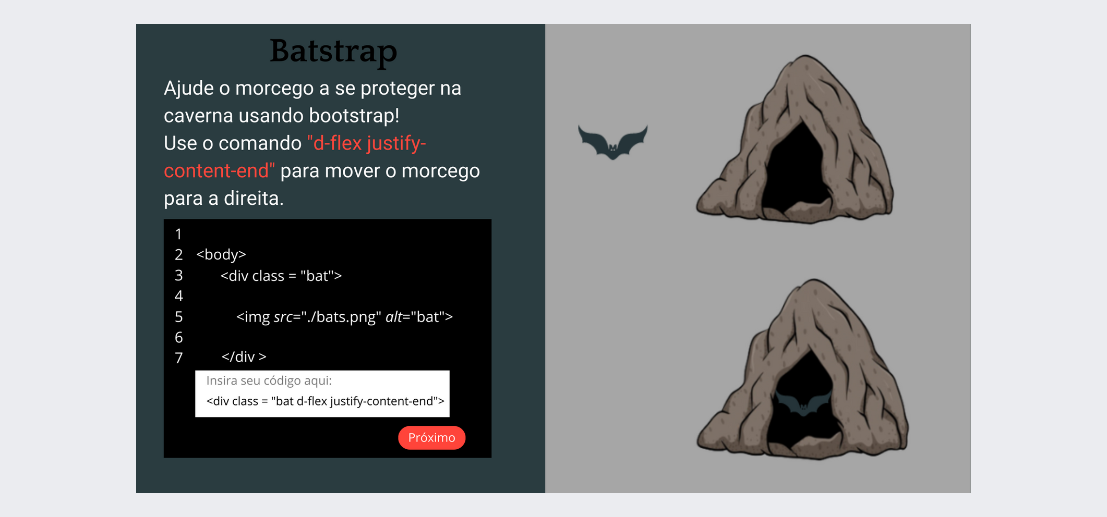 Batstrap
Ajude o morcego a se proteger na
caverna usando bootstrap!
Use o comando "d-flex justify-
content-end" para mover o morcego
para a direita.
1
2 <body>
3 <div class = "bat">
4
5 <img src="./bats.png" alt="bat">
6
7 </div >
Insira seu código aqui:
<div class = "bat d-flex justify-content-end">
Próximo